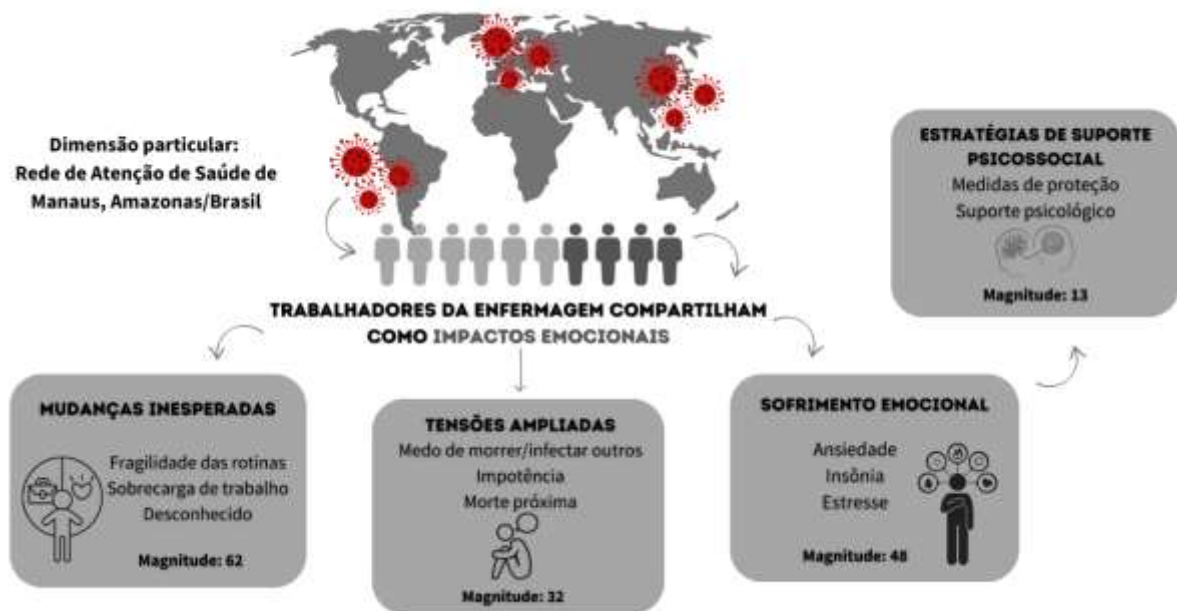 Dimensão particular:
Rede de Atenção de Saúde de
Manaus, Amazonas/Brasil
TRABALHADORES DA ENFERMAGEM COMPARTILHAM
COMO IMPACTOS EMOCIONAIS
MUDANÇAS INESPERADAS
Fragilidade das rotinas
Sobrecarga de trabalho
Desconhecido
Magnitude: 62
TENSÕES AMPLIADAS
Medo de morrer/infectar outros
Impotência
Morte próxima
Magnitude: 32
SOFRIMENTO EMOCIONAL
Ansiedade
Insônia
Estresse
Magnitude: 48
ESTRATÉGIAS DE SUPORTE
PSICOSSOCIAL
Medidas de proteção
Suporte psicológico
Magnitude: 13